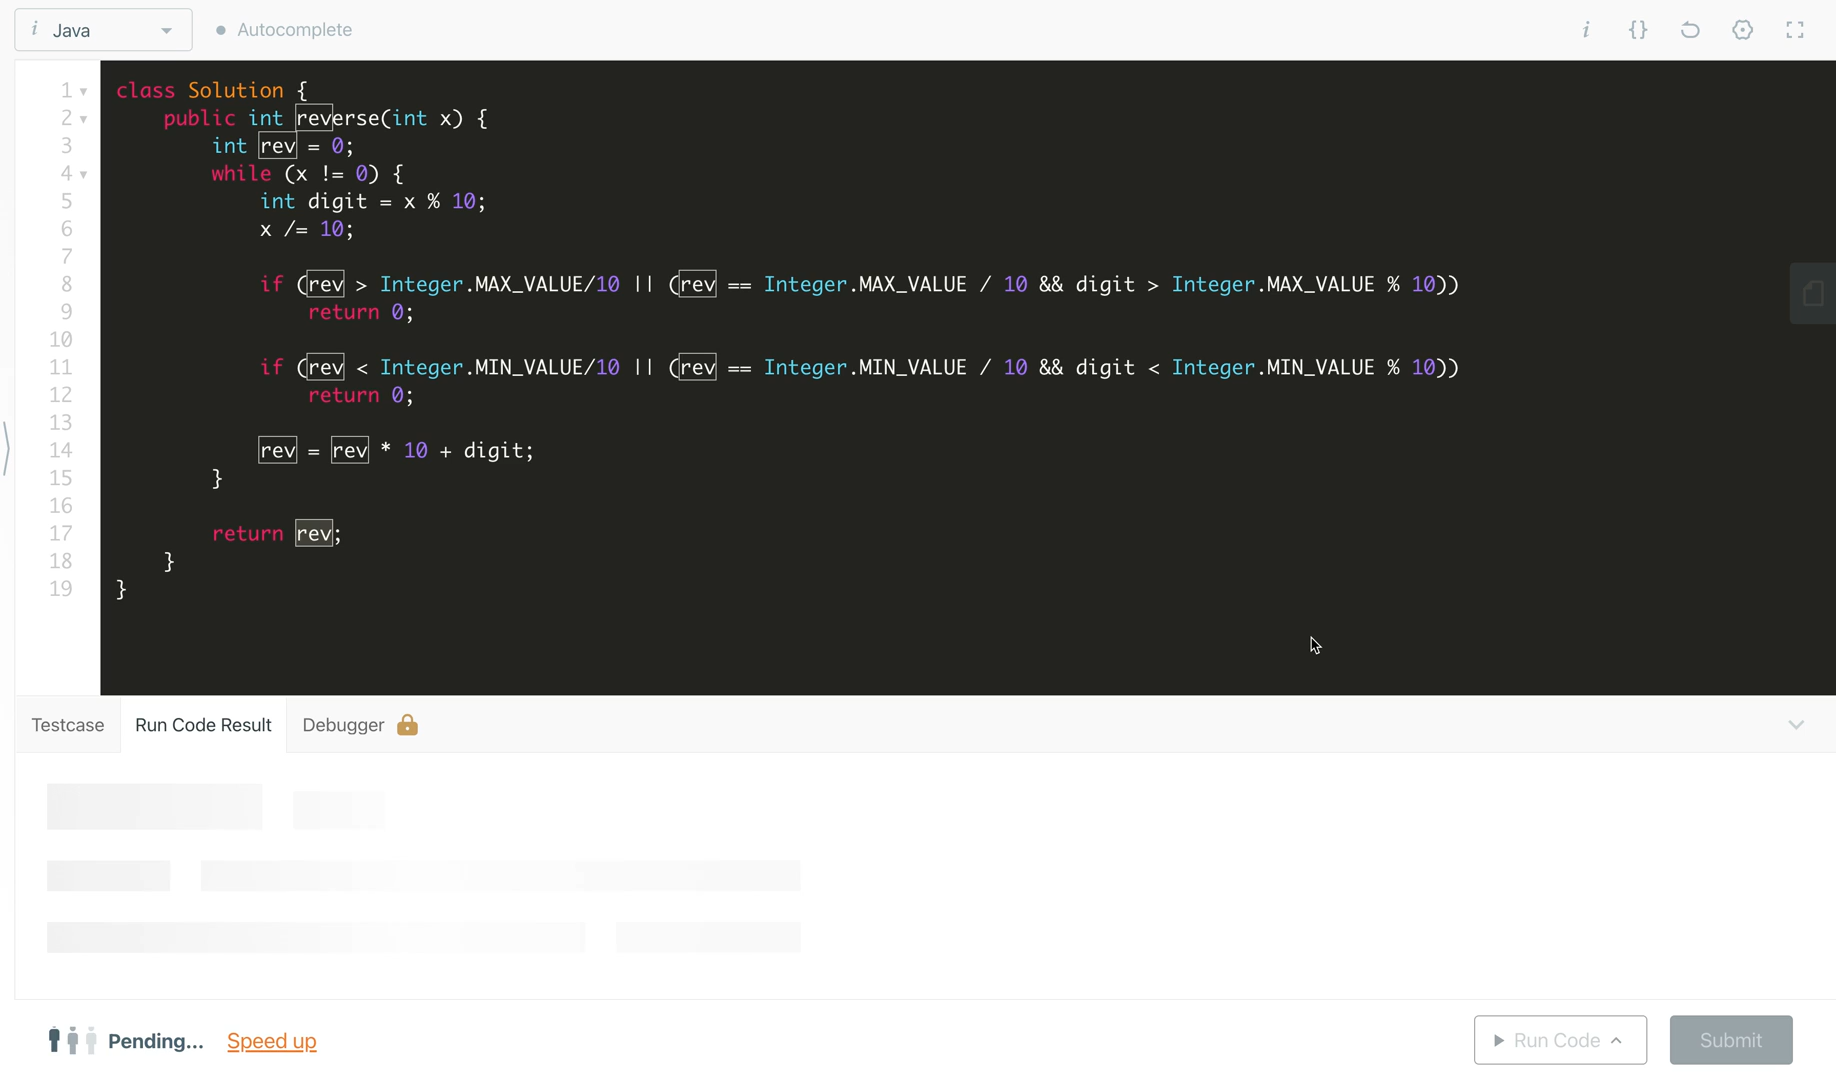 i Java
Autocomplete
i {}
1 class Solution {
2 public int reverse(int x) {
3 int rev = 0;
4 while (x != 0) {
5 int digit = x % 10;
6 x /= 10;
7
8 if (rev > Integer.MAX_VALUE/10 || (rev == Integer.MAX_VALUE / 10 && digit > Integer.MAX_VALUE % 10))
9 return 0;
10
11 if (rev < Integer.MIN_VALUE/10 || (rev == Integer.MIN_VALUE / 10 && digit < Integer.MIN_VALUE % 10))
12 return 0;
13
14 rev = rev * 10 + digit;
15 }
16
17 return rev;
18 }
19 }
Testcase Run Code Result Debugger
Pending... Speed up Run Code Submit